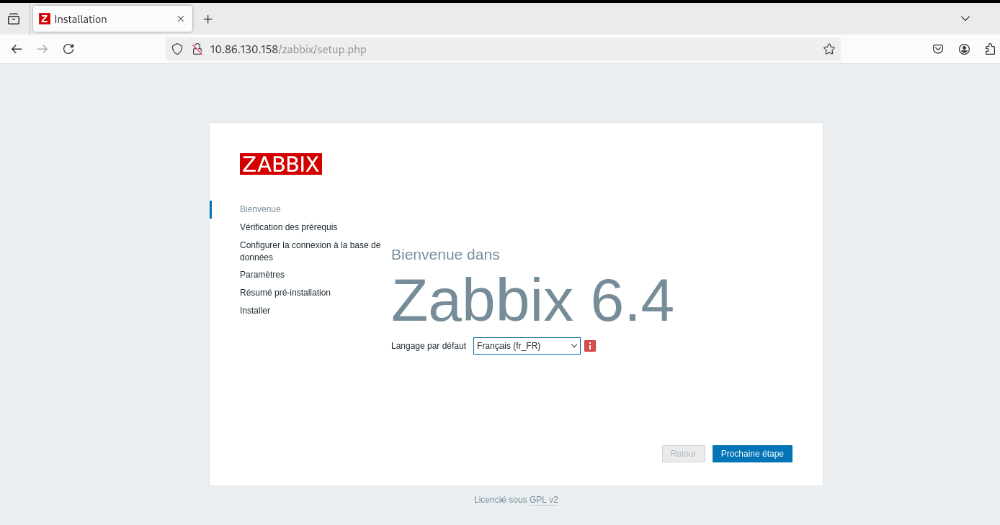 Installation
10.86.130.158/zabbix/setup.php
ZABBIX
Bienvenue
Vérification des prérequis
Configurer la connexion à la base de
données
Paramètres
Résumé pré-installation
Installer
Bienvenue dans
Zabbix 6.4
Langage par défaut Français (fr_FR)
Retour Prochaine étape
Licencié sous GPL v2